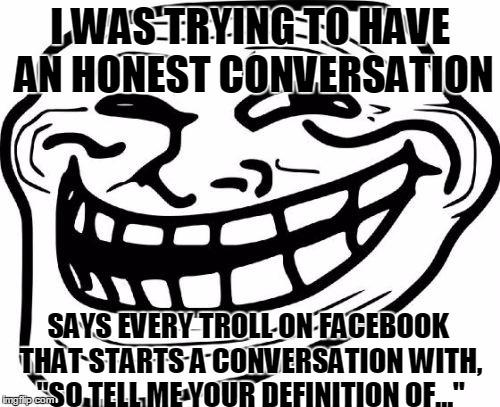 I WAS TRYING TO HAVE
AN HONEST CONVERSATION
SAYS EVERY TROLL ON FACEBOOK
THAT STARTS A CONVERSATION WITH,
"SO TELL ME YOUR DEFINITION OF..."
imgflip.com